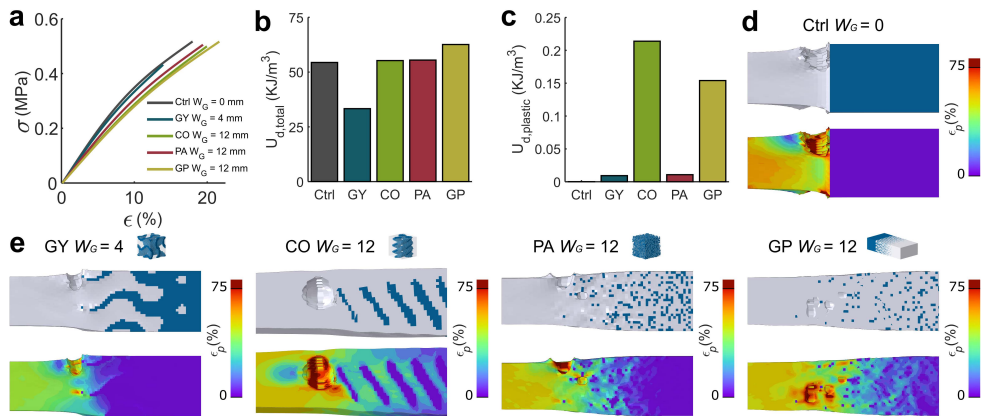 a
σ (MPa)
0.6
0.4
0.2
0
0
10
20
ϵ (%)
Ctrl W_G = 0 mm
GY W_G = 4 mm
CO W_G = 12 mm
PA W_G = 12 mm
GP W_G = 12 mm
b
U_d,total (KJ/m³)
75
50
25
0
Ctrl GY CO PA GP
c
U_d,plastic (KJ/m³)
0.25
0.20
0.15
0.1
0.05
0
Ctrl GY CO PA GP
d
Ctrl W_G = 0
75
ϵ_p(%)
0
e
GY W_G = 4
75
ϵ_p(%)
0
CO W_G = 12
75
ϵ_p(%)
0
PA W_G = 12
75
ϵ_p(%)
0
GP W_G = 12
75
ϵ_p(%)
0